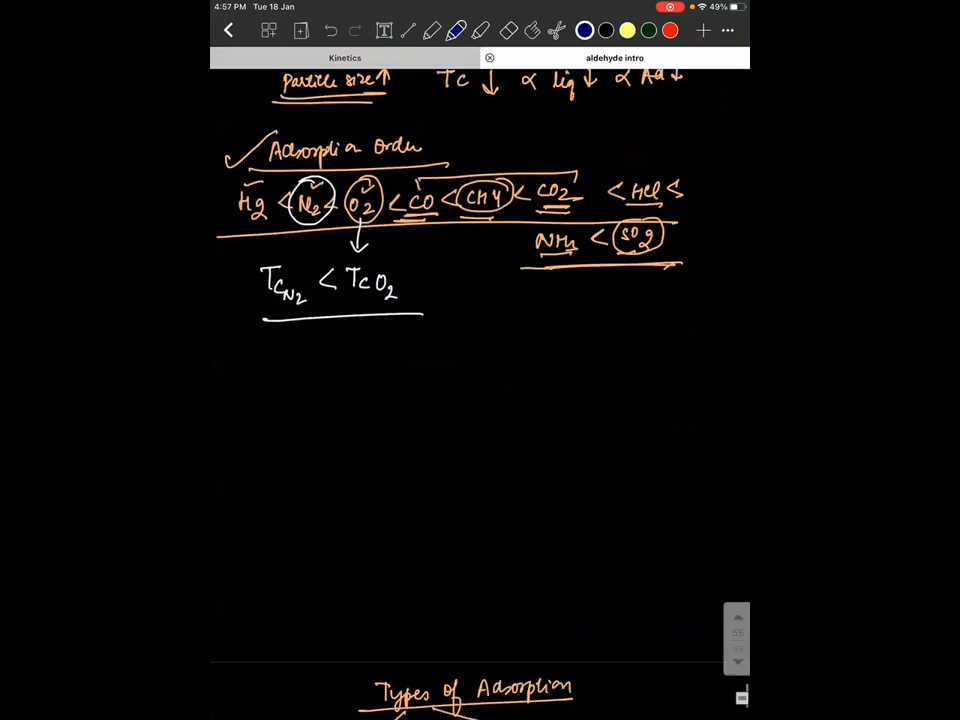 4:57 PM Tue 18 Jan 49%
Kinetics aldehyde intro
Particle size ↑ Tc ↓ α liq ↓ α Ad ↓
✓ Adsorption Order
H2 < N2 < O2 < CO < CH4 < CO2 < HCl <
NH3 < SO2
TcN2 < TcO2
55
Types of Adsorption